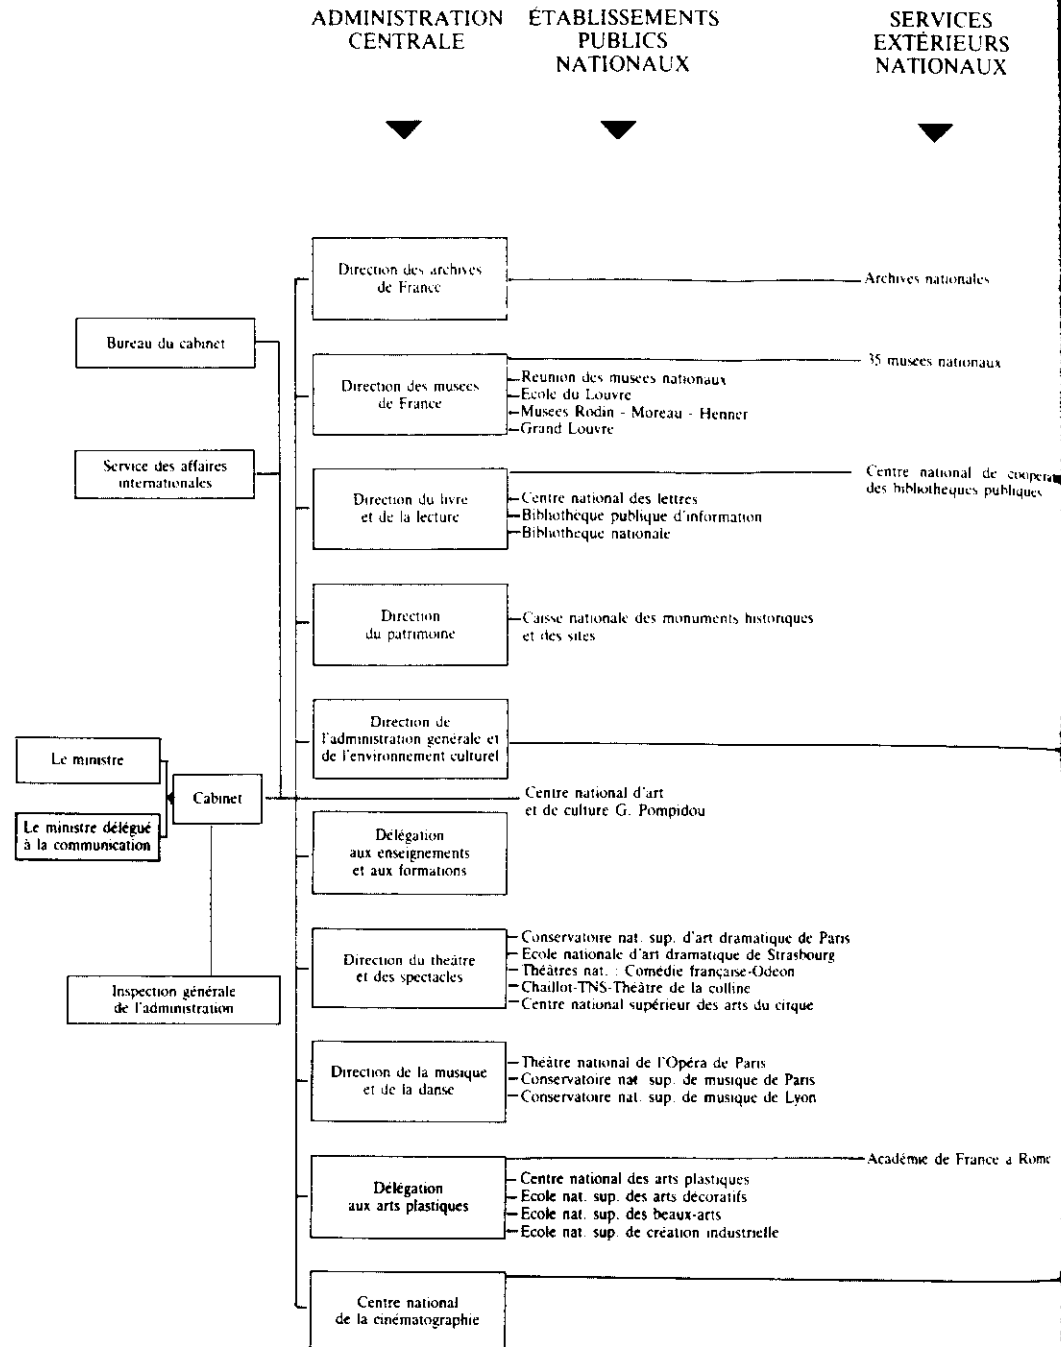 ADMINISTRATION
CENTRALE
ÉTABLISSEMENTS
PUBLICS
NATIONAUX
SERVICES
EXTÉRIEURS
NATIONAUX
Direction des archives
de France
Archives nationales
Bureau du cabinet
Direction des musees
de France
35 musees nationaux
Reunion des musees nationaux
Ecole du Louvre
Musees Rodin - Moreau - Henner
Grand Louvre
Service des affaires
internationales
Direction du livre
et de la lecture
Centre national de coopera
des bibliotheques publiques
Centre national des lettres
Bibliothèque publique d'information
Bibliotheque nationale
Direction
du patrimoine
Caisse nationale des monuments historiques
et des sites
Direction de
l'administration générale et
de l'environnement culturel
Le ministre
Cabinet
Le ministre délégué
à la communication
Centre national d'art
et de culture G. Pompidou
Délégation
aux enseignements
et aux formations
Direction du théâtre
et des spectacles
Conservatoire nat. sup. d'art dramatique de Paris
Ecole nationale d'art dramatique de Strasbourg
Théâtres nat. : Comédie française-Odeon
Chaillot-TNS-Théâtre de la colline
Centre national supérieur des arts du cirque
Inspection générale
de l'administration
Direction de la musique
et de la danse
Théâtre national de l'Opéra de Paris
Conservatoire nat. sup. de musique de Paris
Conservatoire nat. sup. de musique de Lyon
Délégation
aux arts plastiques
Académie de France a Rome
Centre national des arts plastiques
Ecole nat. sup. des arts décoratifs
Ecole nat. sup. des beaux-arts
Ecole nat. sup. de création industrielle
Centre national
de la cinématographie